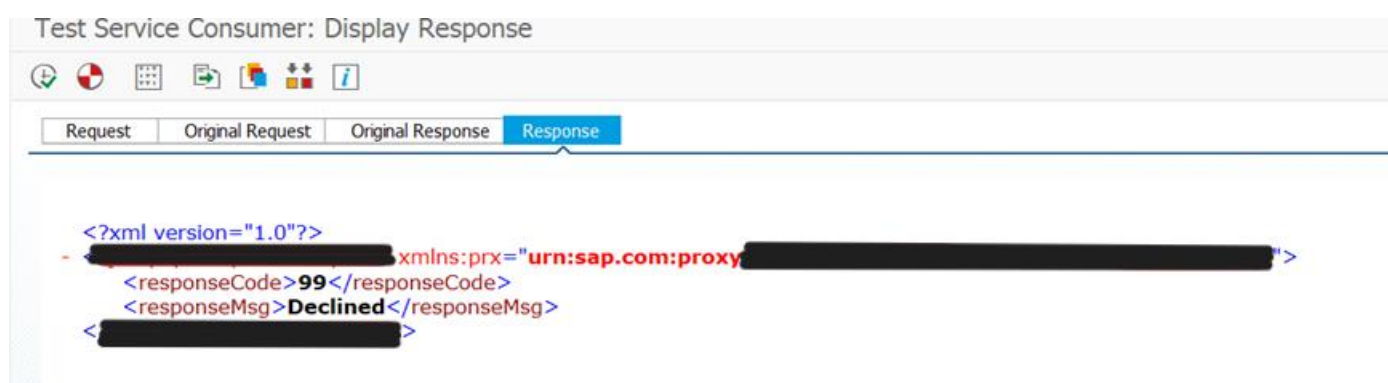 Test Service Consumer: Display Response
Request Original Request Original Response Response
<?xml version="1.0"?>
- < xmlns:prx="urn:sap.com:proxy ">
<responseCode>99</responseCode>
<responseMsg>Declined</responseMsg>
< >